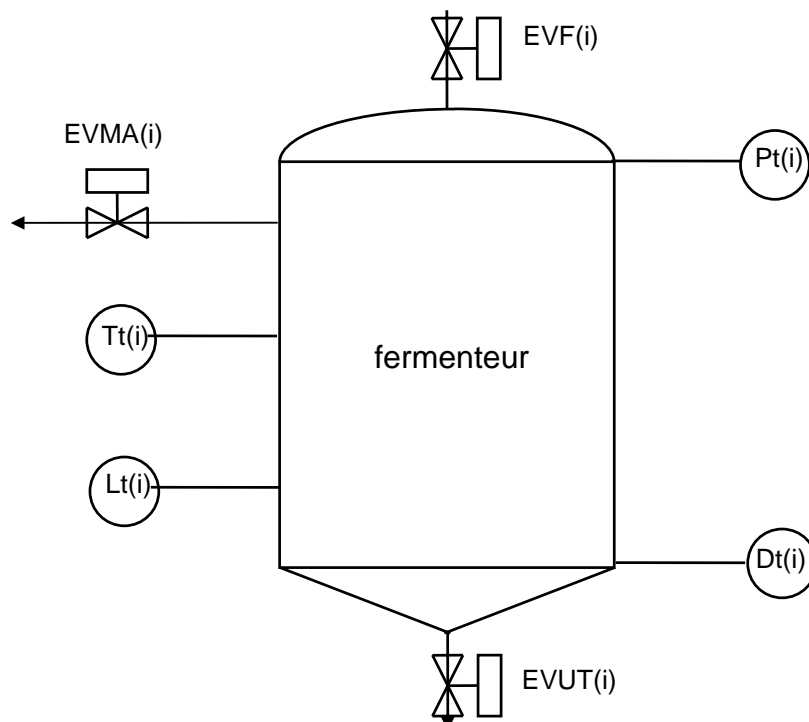 EVF(i)
EVMA(i)
Pt(i)
Tt(i)
fermenteur
Lt(i)
Dt(i)
EVUT(i)